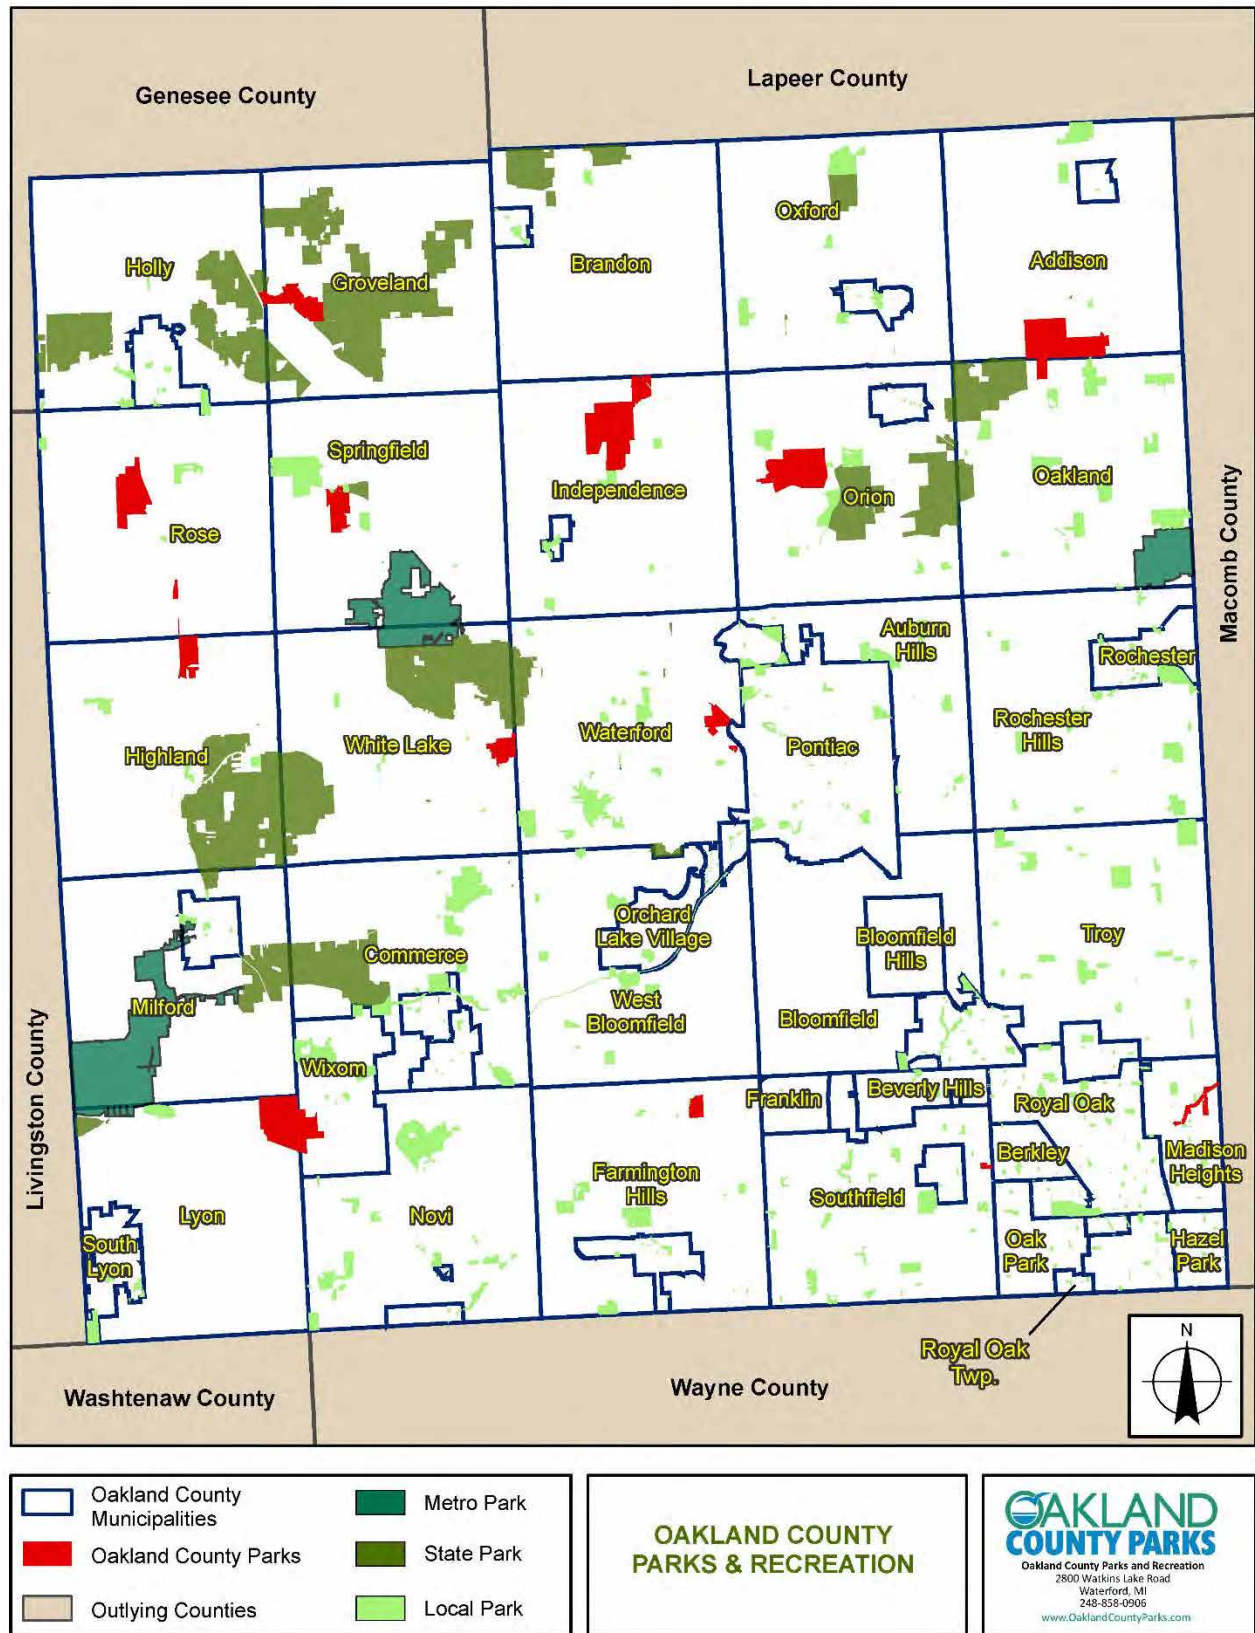 Genesee County
Lapeer County
Oxford
Holly
Groveland
Brandon
Addison
Springfield
Independence
Orion
Oakland
Rose
Macomb County
Auburn
Hills
Rochester
Highland
White Lake
Waterford
Pontiac
Rochester
Hills
Orchard
Lake Village
Commerce
Bloomfield
Hills
Troy
Milford
West
Bloomfield
Bloomfield
Livingston County
Wixom
Franklin
Beverly Hills
Royal Oak
Berkley
Madison
Heights
Farmington
Hills
Southfield
Lyon
Novi
South
Lyon
Oak
Park
Hazel
Park
Royal Oak
Twp.
N
Washtenaw County
Wayne County
Oakland County
Municipalities
Oakland County Parks
Outlying Counties
Metro Park
State Park
Local Park
OAKLAND COUNTY
PARKS & RECREATION
OAKLAND
COUNTY PARKS
Oakland County Parks and Recreation
2800 Watkins Lake Road
Waterford, MI
248-858-0906
www.OaklandCountyParks.com